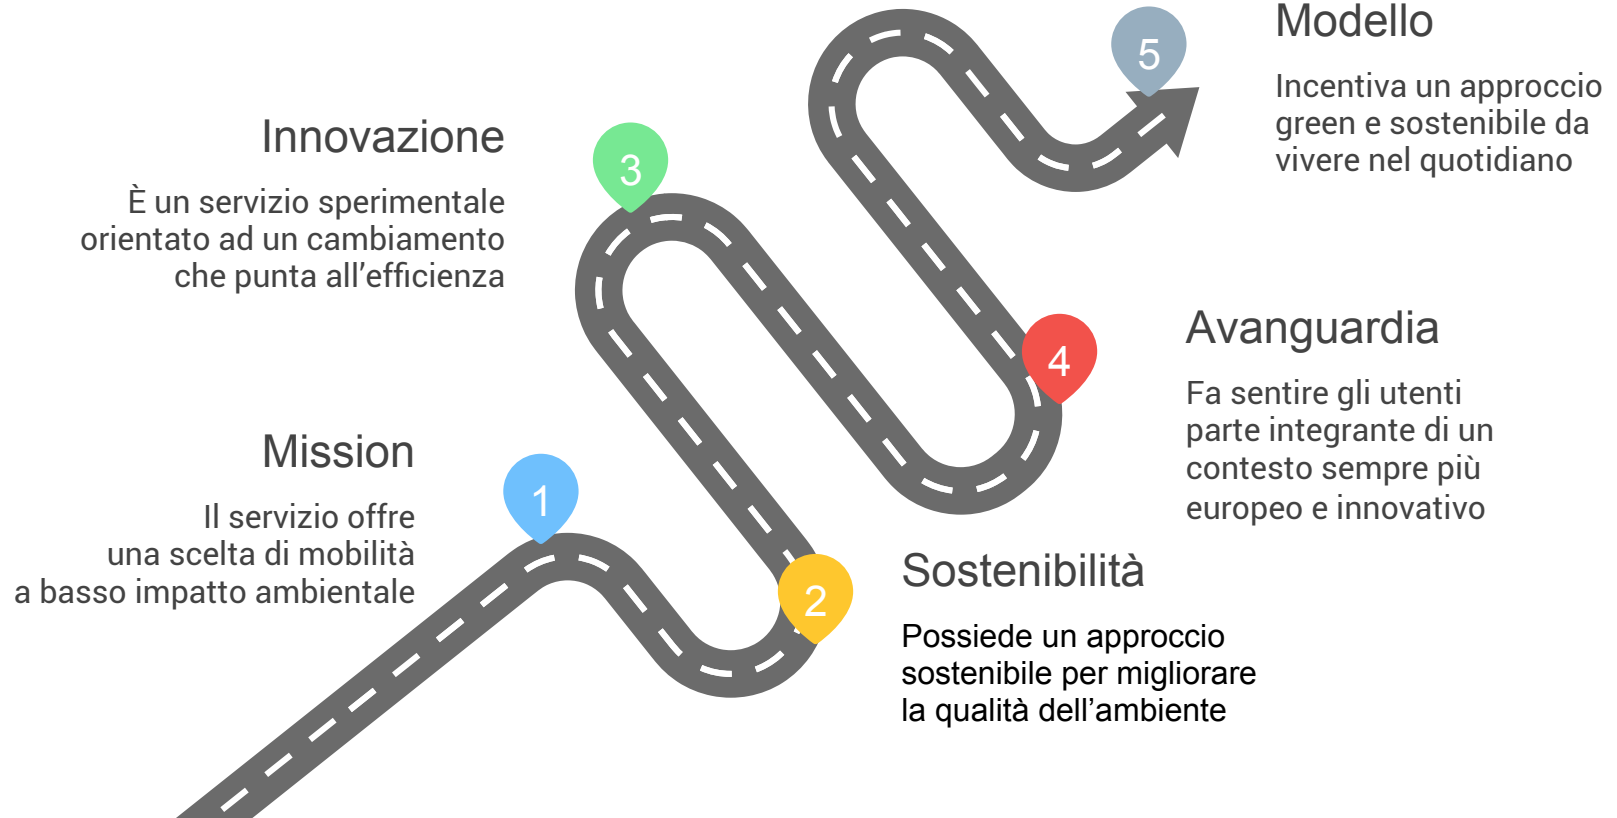 Mission
Il servizio offre
una scelta di mobilità
a basso impatto ambientale
1
2
Sostenibilità
Possiede un approccio
sostenibile per migliorare
la qualità dell’ambiente
Innovazione
È un servizio sperimentale
orientato ad un cambiamento
che punta all’efficienza
3
4
Avanguardia
Fa sentire gli utenti
parte integrante di un
contesto sempre più
europeo e innovativo
5
Modello
Incentiva un approccio
green e sostenibile da
vivere nel quotidiano